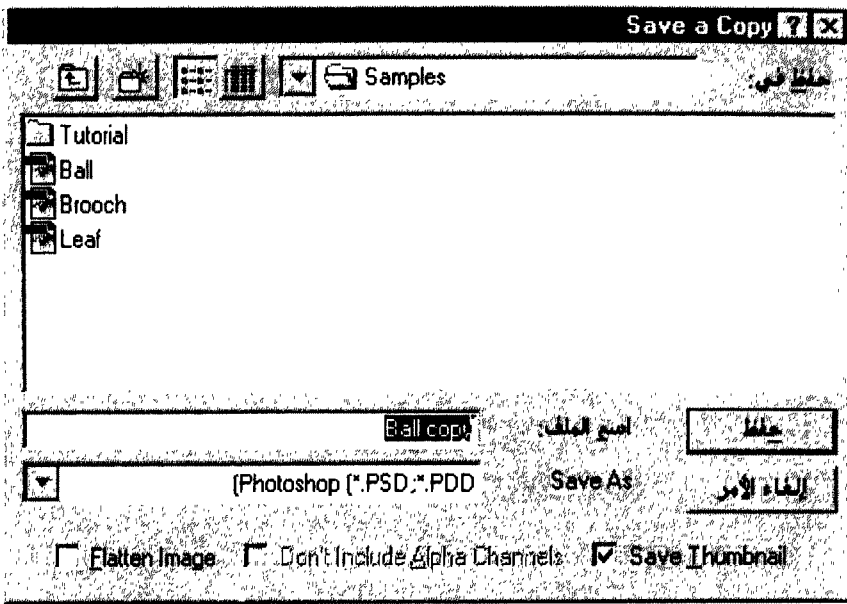 Save a Copy
حفظ في:
Samples
Tutorial
Ball
Brooch
Leaf
اسم الملف:
Ball copy
حفظ
Save As
(Photoshop (*.PSD;*.PDD
إلغاء الأمر
Flatten Image
Don't Include Alpha Channels
Save Thumbnail